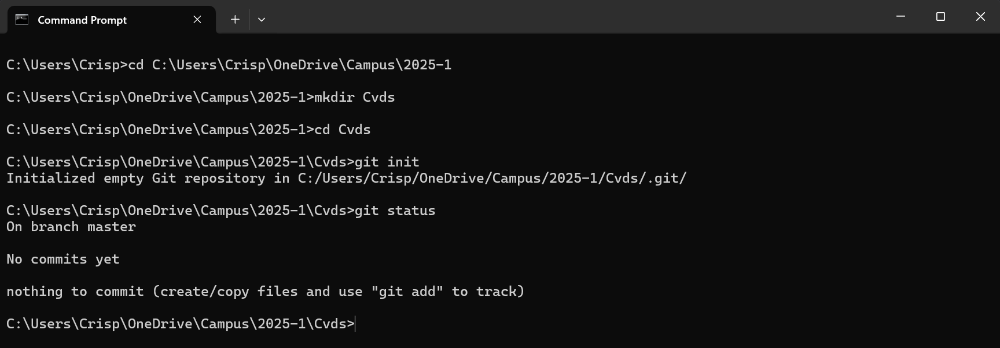 Command Prompt
C:\Users\Crisp>cd C:\Users\Crisp\OneDrive\Campus\2025-1
C:\Users\Crisp\OneDrive\Campus\2025-1>mkdir Cvds
C:\Users\Crisp\OneDrive\Campus\2025-1>cd Cvds
C:\Users\Crisp\OneDrive\Campus\2025-1\Cvds>git init
Initialized empty Git repository in C:/Users/Crisp/OneDrive/Campus/2025-1/Cvds/.git/
C:\Users\Crisp\OneDrive\Campus\2025-1\Cvds>git status
On branch master
No commits yet
nothing to commit (create/copy files and use "git add" to track)
C:\Users\Crisp\OneDrive\Campus\2025-1\Cvds>